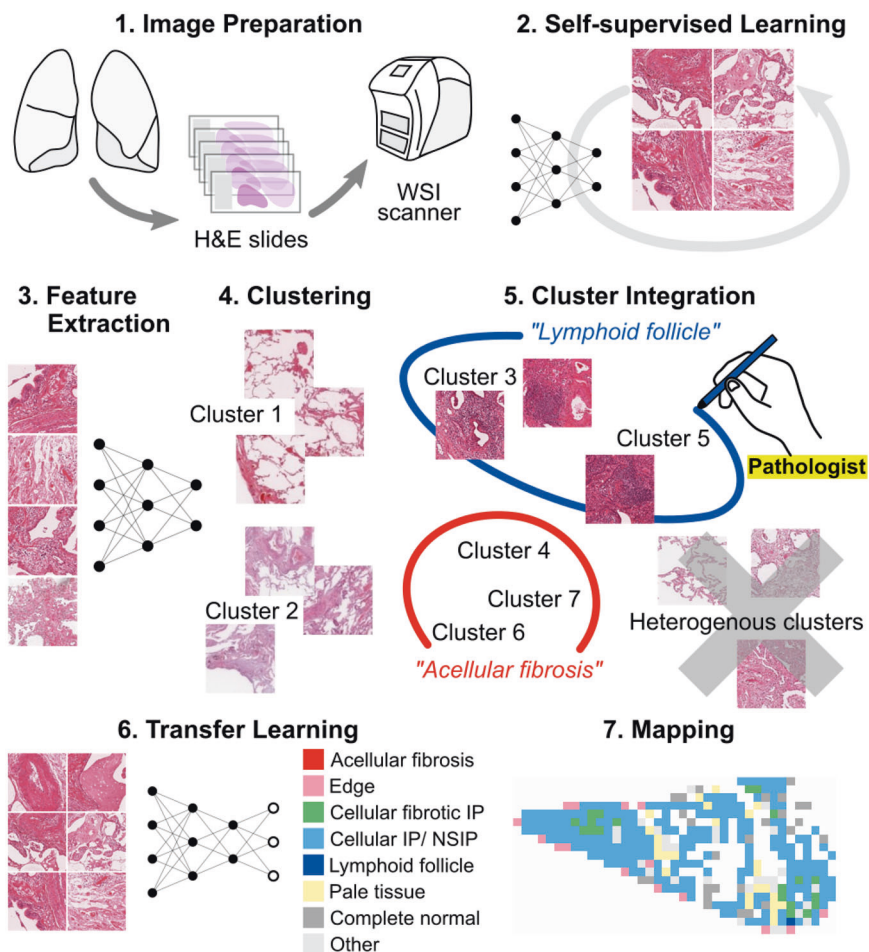 1. Image Preparation
H&E slides
WSI
scanner
2. Self-supervised Learning
3. Feature
Extraction
4. Clustering
Cluster 1
Cluster 2
5. Cluster Integration
"Lymphoid follicle"
Cluster 3
Cluster 5
Pathologist
Cluster 4
Cluster 7
Cluster 6
"Acellular fibrosis"
Heterogenous clusters
6. Transfer Learning
Acellular fibrosis
Edge
Cellular fibrotic IP
Cellular IP/ NSIP
Lymphoid follicle
Pale tissue
Complete normal
Other
7. Mapping